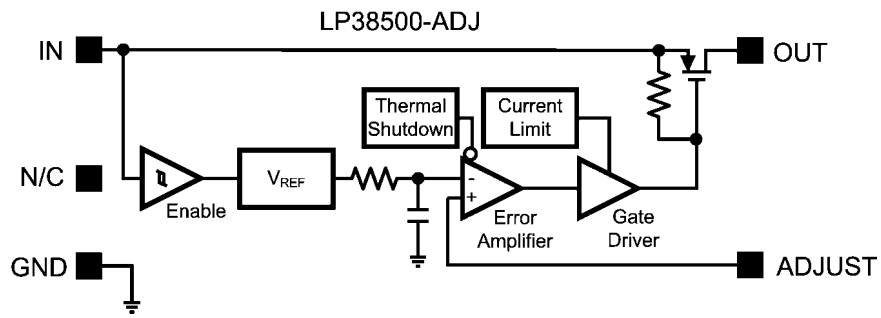 LP38500-ADJ
IN
OUT
Thermal
Shutdown
Current
Limit
N/C
VREF
-
+
Enable
Error
Amplifier
Gate
Driver
GND
ADJUST